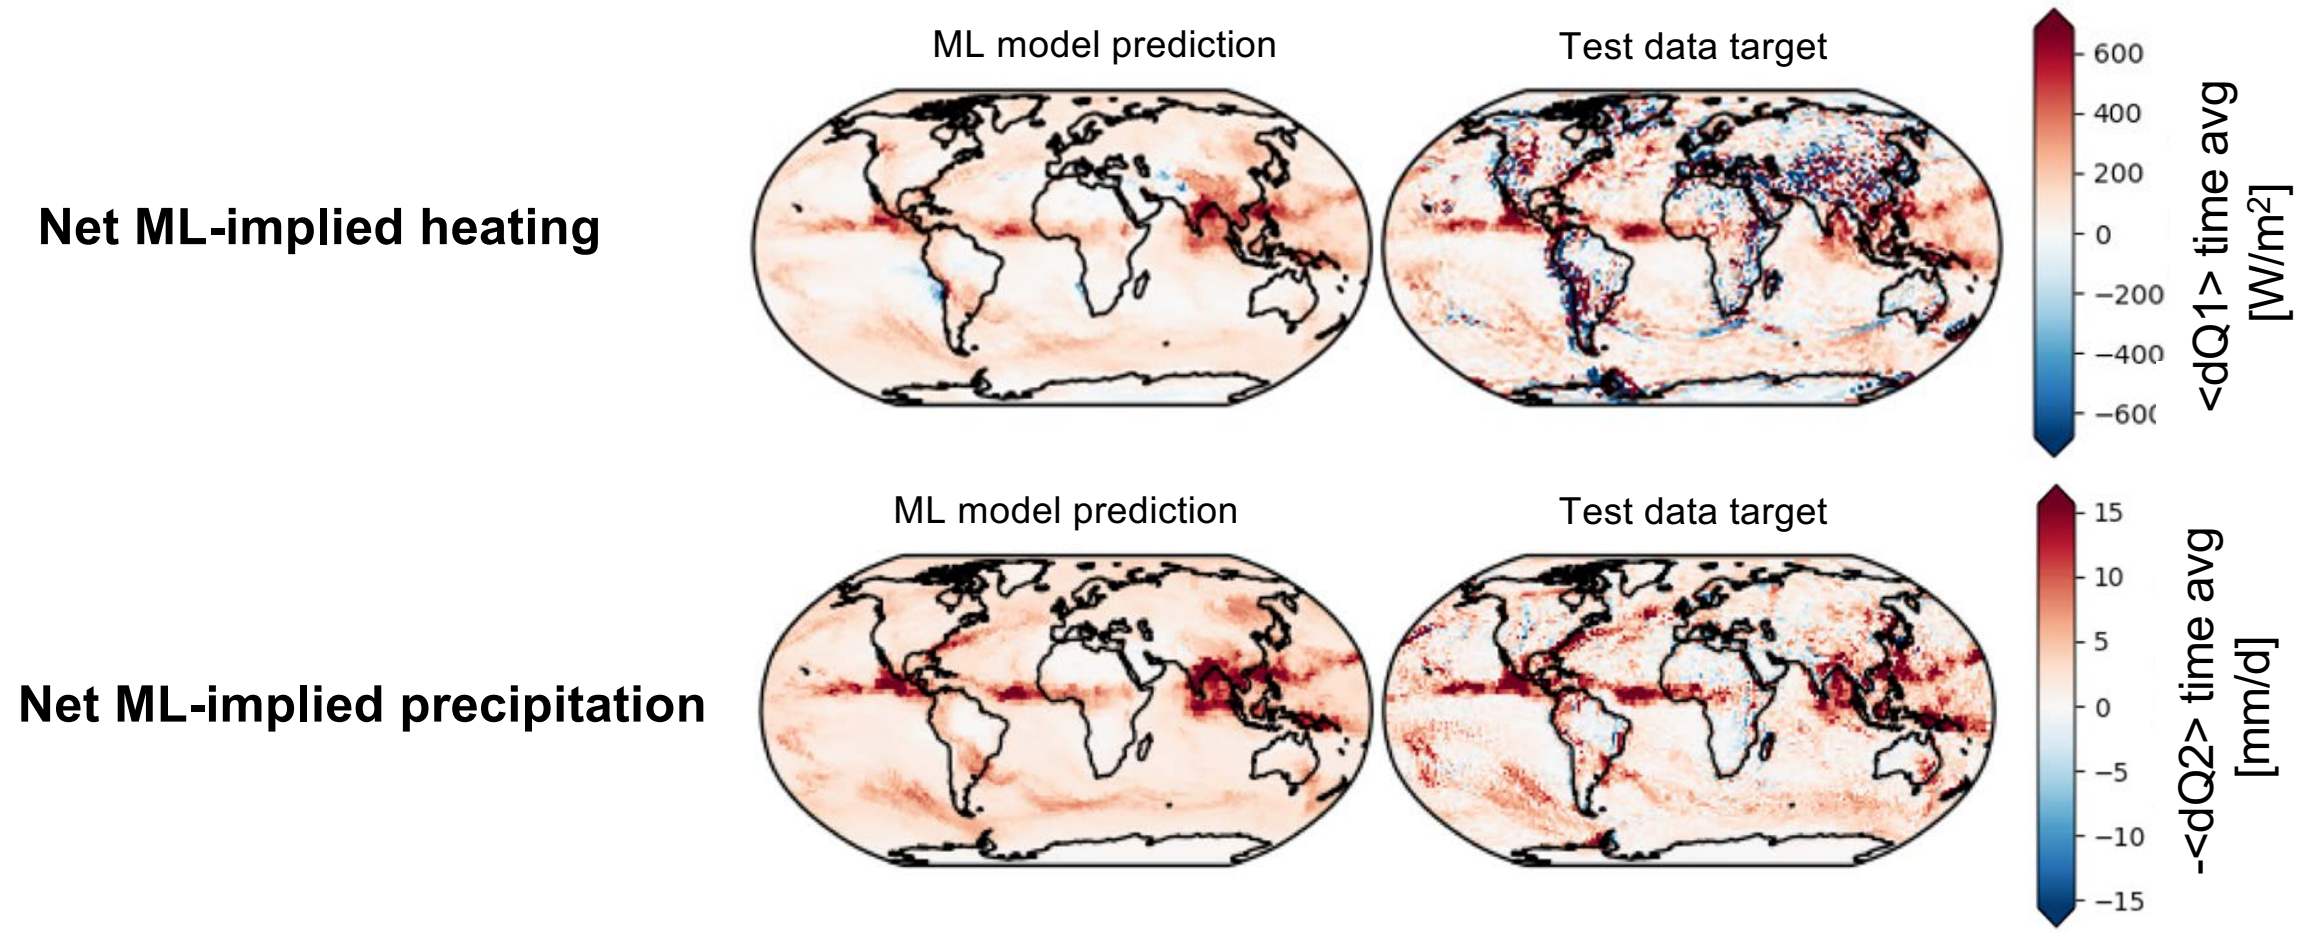 ML model prediction
Test data target
Net ML-implied heating
600
400
200
0
−200
−400
−600
<dQ1> time avg
[W/m²]
ML model prediction
Test data target
Net ML-implied precipitation
15
10
5
0
−5
−10
−15
-<dQ2> time avg
[mm/d]